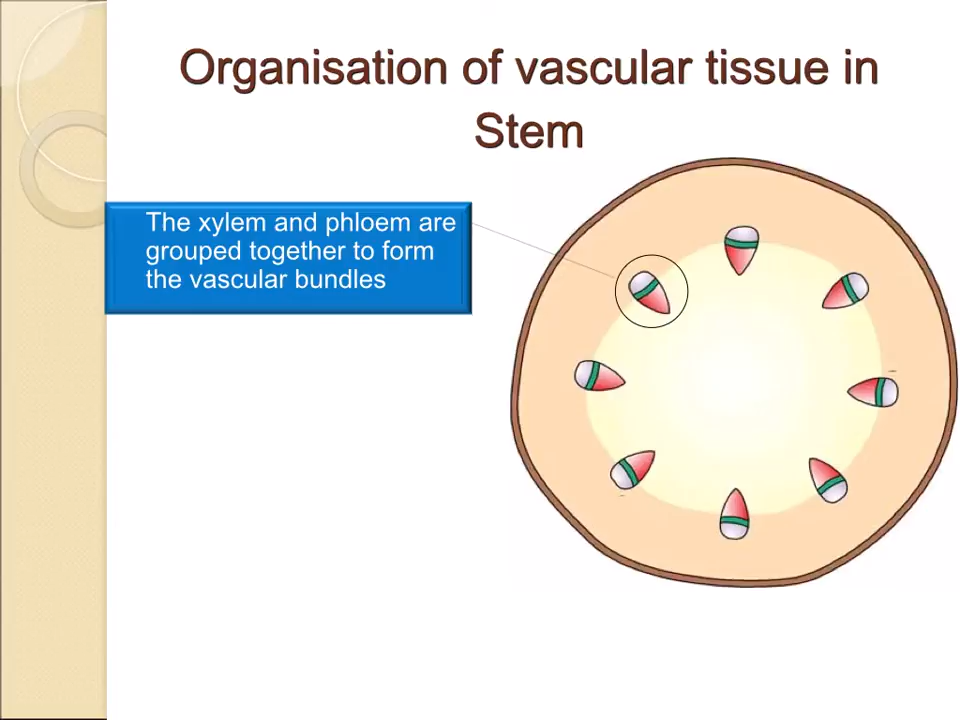 Organisation of vascular tissue in
Stem
The xylem and phloem are
grouped together to form
the vascular bundles